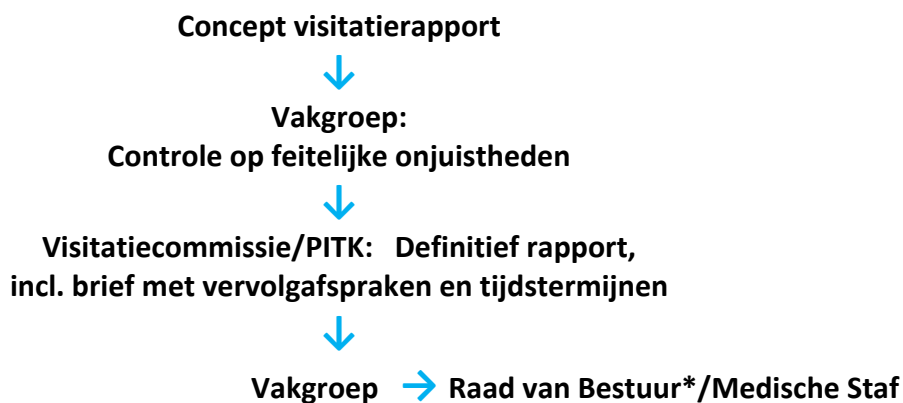 Concept visitatierapport
Vakgroep:
Controle op feitelijke onjuistheden
Visitatiecommissie/PITK: Definitief rapport,
incl. brief met vervolgafspraken en tijdstermijnen
Vakgroep → Raad van Bestuur*/Medische Staf